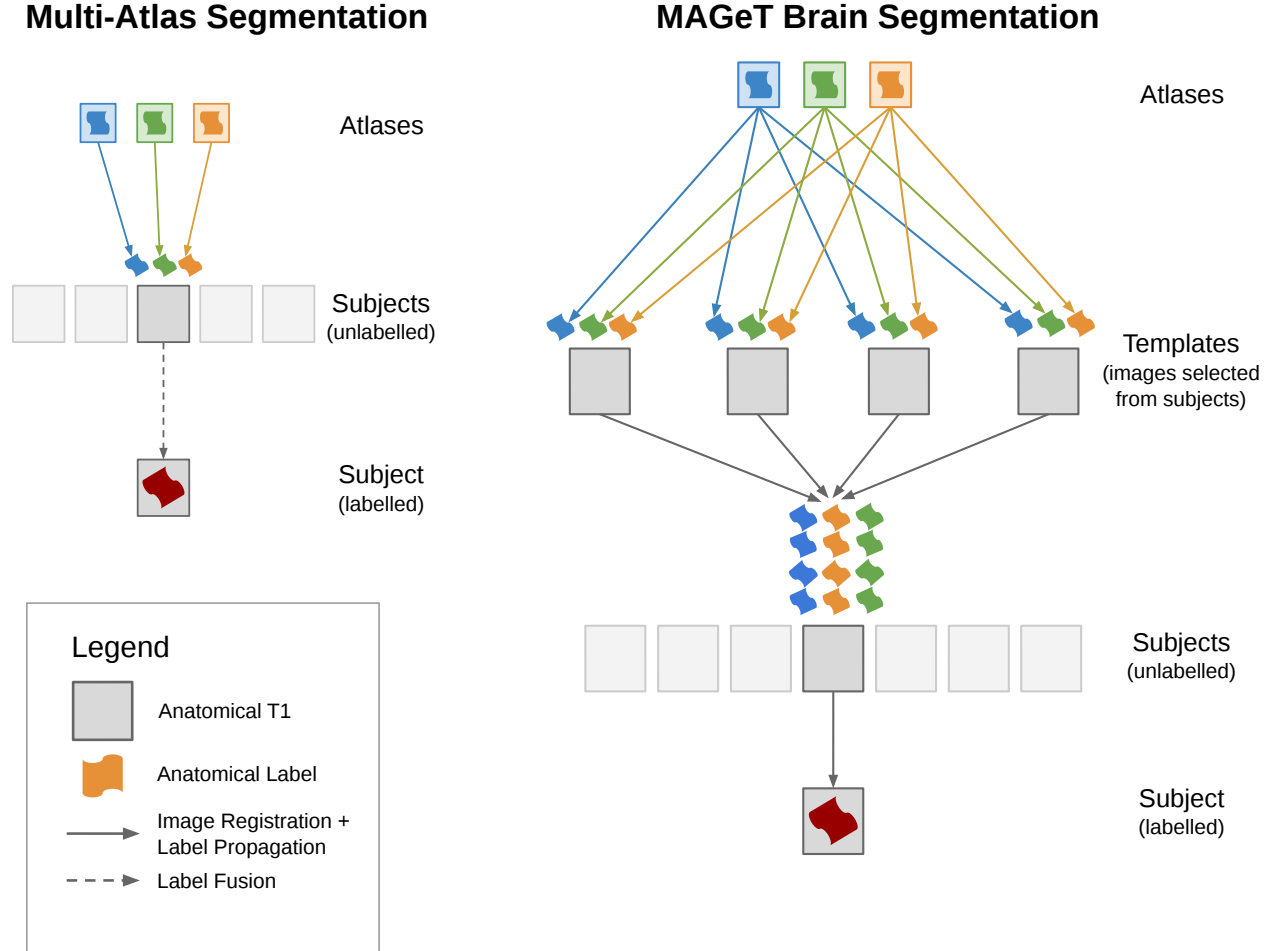 Multi-Atlas Segmentation
Atlases
Subjects
(unlabelled)
Subject
(labelled)
Legend
Anatomical T1
Anatomical Label
Image Registration +
Label Propagation
Label Fusion
MAGeT Brain Segmentation
Atlases
Templates
(images selected
from subjects)
Subjects
(unlabelled)
Subject
(labelled)